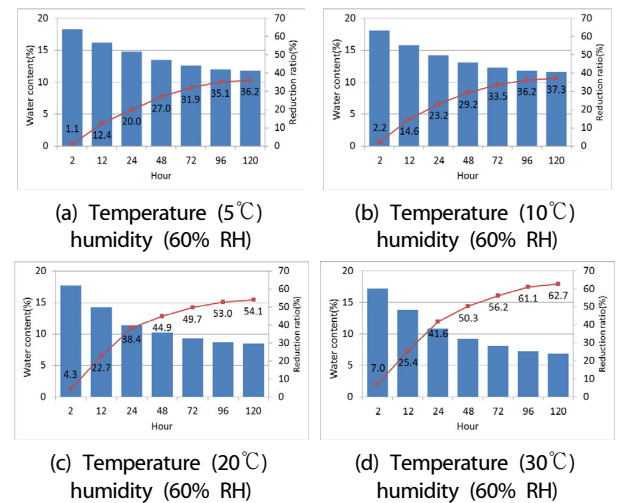 20 70
60
15 50
40
10 30
5 20
10
0 0
Water content(%)
Reduction ratio(%)
1.1 12.4 20.0 27.0 31.9 35.1 36.2
2 12 24 48 72 96 120
Hour
(a) Temperature (5℃)
humidity (60% RH)
20 70
60
15 50
40
10 30
5 20
10
0 0
Water content(%)
Reduction ratio(%)
2.2 14.6 23.2 29.2 33.5 36.2 37.3
2 12 24 48 72 96 120
Hour
(b) Temperature (10℃)
humidity (60% RH)
20 70
60
15 50
40
10 30
5 20
10
0 0
Water content(%)
Reduction ratio(%)
4.3 22.7 38.4 44.9 49.7 53.0 54.1
2 12 24 48 72 96 120
Hour
(c) Temperature (20℃)
humidity (60% RH)
20 70
60
15 50
40
10 30
5 20
10
0 0
Water content(%)
Reduction ratio(%)
7.0 25.4 41.6 50.3 56.2 61.1 62.7
2 12 24 48 72 96 120
Hour
(d) Temperature (30℃)
humidity (60% RH)